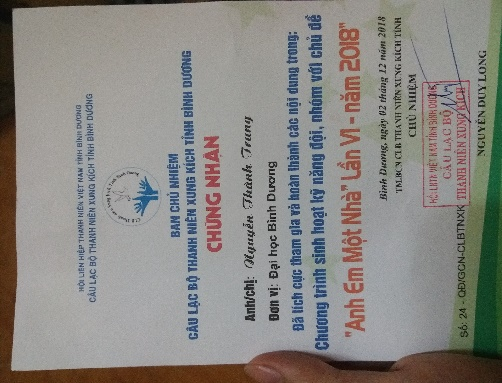 HỘI LIÊN HIỆP THANH NIÊN VIỆT NAM TỈNH BÌNH DƯƠNG
CÂU LẠC BỘ THANH NIÊN XUNG KÍCH TỈNH BÌNH DƯƠNG
BAN CHỦ NHIỆM
CÂU LẠC BỘ THANH NIÊN XUNG KÍCH TỈNH BÌNH DƯƠNG
CHỨNG NHẬN
Anh/chị: Nguyễn Thành Trung
Đơn vị: Đại học Bình Dương
Đã tích cực tham gia và hoàn thành các nội dung trong:
Chương trình sinh hoạt kỹ năng đội, nhóm với chủ đề
"Anh Em Một Nhà" Lần VI - năm 2018"
Bình Dương, ngày 02 tháng 12 năm 2018
TM.BCN CLB THANH NIÊN XUNG KÍCH TỈNH
CHỦ NHIỆM
CÂU LẠC BỘ
THANH NIÊN XUNG KÍCH
NGUYỄN DUY LONG
Số: 24 - QĐ/GCN-CLBTNXK